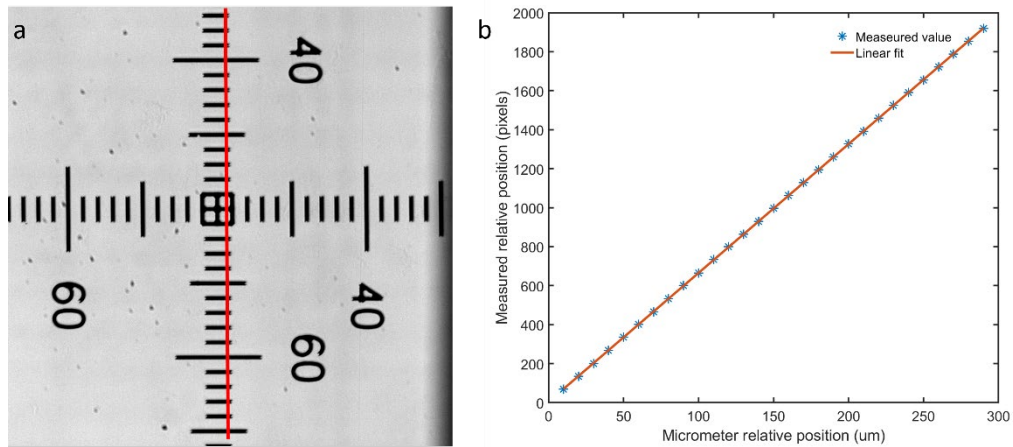 a
40
60
40
60
b
Measeured value
Linear fit
Measured relative position (pixels)
2000
1800
1600
1400
1200
1000
800
600
400
200
0
0 50 100 150 200 250 300
Micrometer relative position (um)